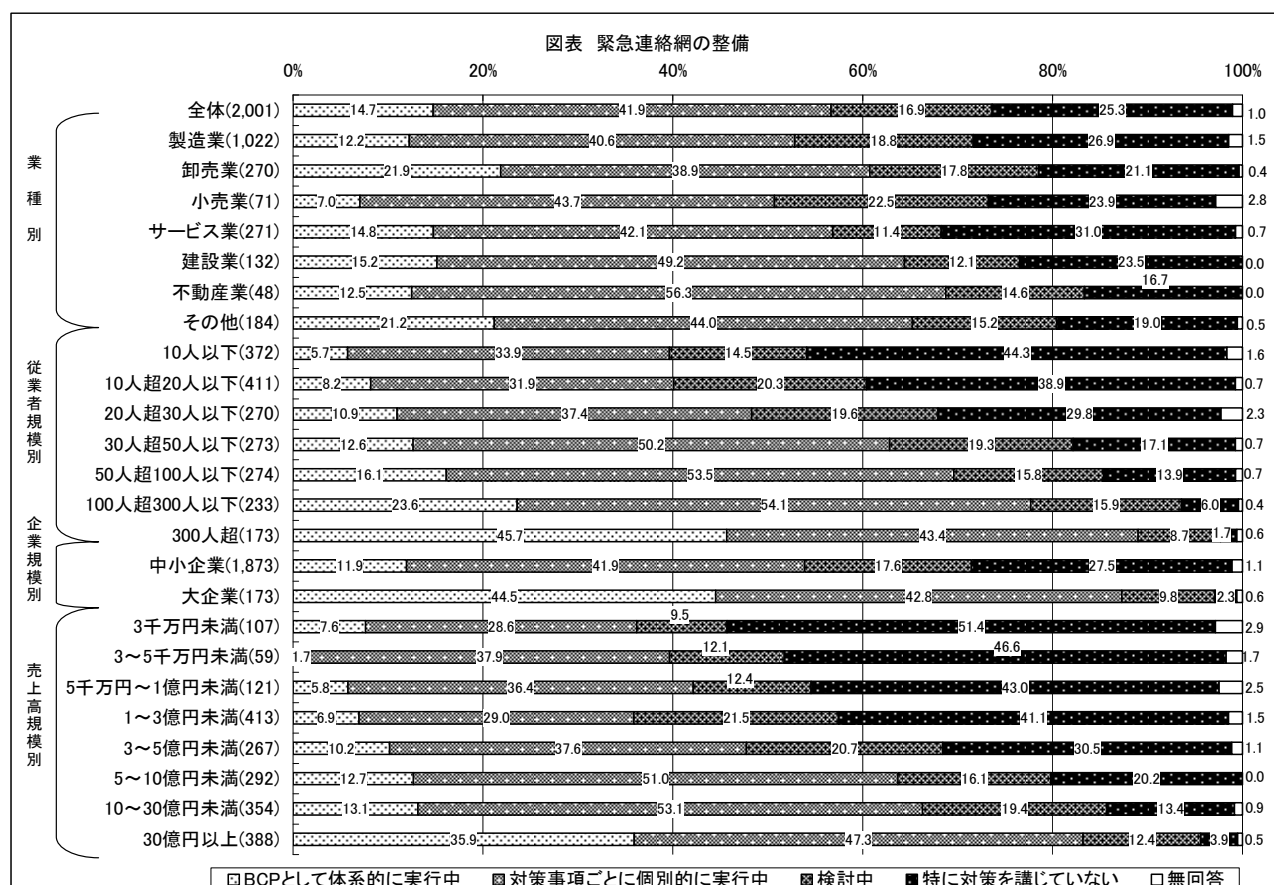 図表 緊急連絡網の整備
0% 20% 40% 60% 80% 100%
業種別
全体(2,001) 14.7 41.9 16.9 25.3 1.0
製造業(1,022) 12.2 40.6 18.8 26.9 1.5
卸売業(270) 21.9 38.9 17.8 21.1 0.4
小売業(71) 7.0 43.7 22.5 23.9 2.8
サービス業(271) 14.8 42.1 11.4 31.0 0.7
建設業(132) 15.2 49.2 12.1 23.5 0.0
不動産業(48) 12.5 56.3 14.6 16.7 0.0
その他(184) 21.2 44.0 15.2 19.0 0.5
従業者規模別
10人以下(372) 5.7 33.9 14.5 44.3 1.6
10人超20人以下(411) 8.2 31.9 20.3 38.9 0.7
20人超30人以下(270) 10.9 37.4 19.6 29.8 2.3
30人超50人以下(273) 12.6 50.2 19.3 17.1 0.7
50人超100人以下(274) 16.1 53.5 15.8 13.9 0.7
100人超300人以下(233) 23.6 54.1 15.9 6.0 0.4
300人超(173) 45.7 43.4 8.7 1.7 0.6
企業規模別
中小企業(1,873) 11.9 41.9 17.6 27.5 1.1
大企業(173) 44.5 42.8 9.8 2.3 0.6
売上高規模別
3千万円未満(107) 7.6 28.6 9.5 51.4 2.9
3～5千万円未満(59) 1.7 37.9 12.1 46.6 1.7
5千万円～1億円未満(121) 5.8 36.4 12.4 43.0 2.5
1～3億円未満(413) 6.9 29.0 21.5 41.1 1.5
3～5億円未満(267) 10.2 37.6 20.7 30.5 1.1
5～10億円未満(292) 12.7 51.0 16.1 20.2 0.0
10～30億円未満(354) 13.1 53.1 19.4 13.4 0.9
30億円以上(388) 35.9 47.3 12.4 3.9 0.5
BCPとして体系的に実行中 対策事項ごとに個別的に実行中 検討中 特に対策を講じていない 無回答